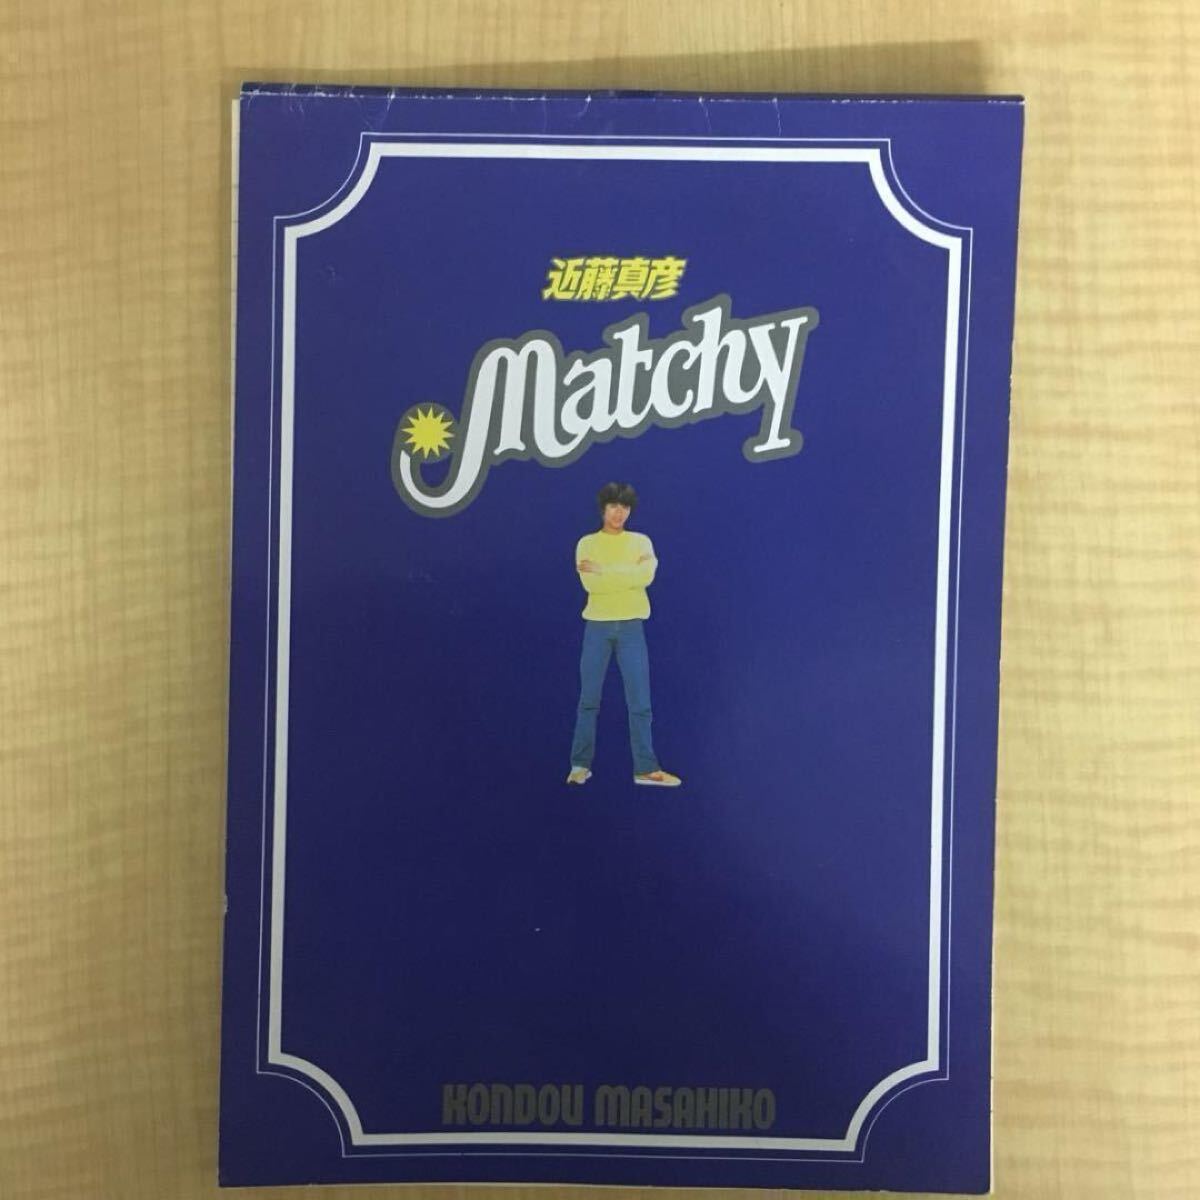 近藤真彦
Matchy
KONDOU MASAHIKO